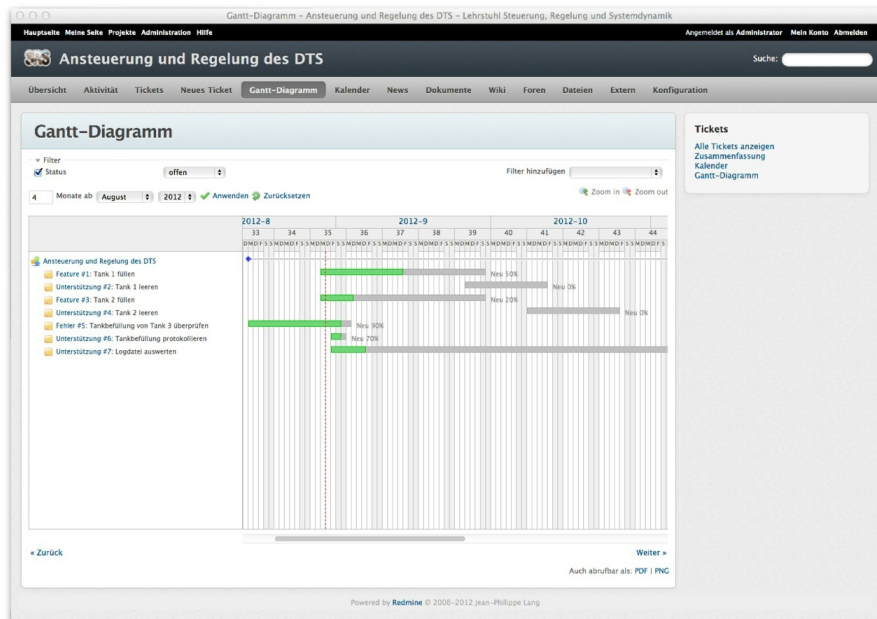 Gantt-Diagramm - Ansteuerung und Regelung des DTS - Lehrstuhl Steuerung, Regelung und Systemdynamik
Hauptseite Meine Seite Projekte Administration Hilfe
Angemeldet als Administrator Mein Konto Abmelden
SRS Ansteuerung und Regelung des DTS
Suche:
Übersicht Aktivität Tickets Neues Ticket Gantt-Diagramm Kalender News Dokumente Wiki Foren Dateien Extern Konfiguration
Gantt-Diagramm
Filter
Status offen Filter hinzufügen
4 Monate ab August 2012 Anwenden Zurücksetzen
Zoom in Zoom out
2012-8 2012-9 2012-10
33 34 35 36 37 38 39 40 41 42 43 44
DMDFSSMDMDFSSMDMDFSSMDMDFSSMDMDFSSMDMDFSSMDMDFSSMDMDFSSMDMDFSSMDMDFSSMDMDFSSMDM
Ansteuerung und Regelung des DTS
Feature #1: Tank 1 füllen Neu 50%
Unterstützung #2: Tank 1 leeren Neu 0%
Feature #3: Tank 2 füllen Neu 20%
Unterstützung #4: Tank 2 leeren Neu 0%
Fehler #5: Tankbefüllung von Tank 3 überprüfen Neu 90%
Unterstützung #6: Tankbefüllung protokollieren Neu 70%
Unterstützung #7: Logdatei auswerten
« Zurück
Weiter »
Auch abrufbar als: PDF | PNG
Powered by Redmine © 2006-2012 Jean-Philippe Lang
Tickets
Alle Tickets anzeigen
Zusammenfassung
Kalender
Gantt-Diagramm